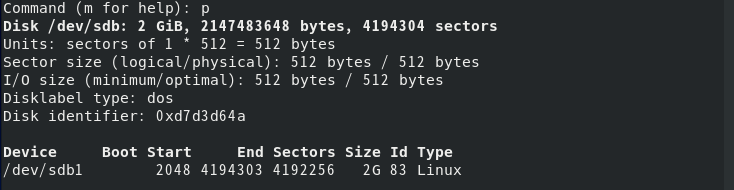 Command (m for help): p
Disk /dev/sdb: 2 GiB, 2147483648 bytes, 4194304 sectors
Units: sectors of 1 * 512 = 512 bytes
Sector size (logical/physical): 512 bytes / 512 bytes
I/O size (minimum/optimal): 512 bytes / 512 bytes
Disklabel type: dos
Disk identifier: 0xd7d3d64a
Device     Boot Start     End Sectors Size Id Type
/dev/sdb1        2048 4194303 4192256   2G 83 Linux